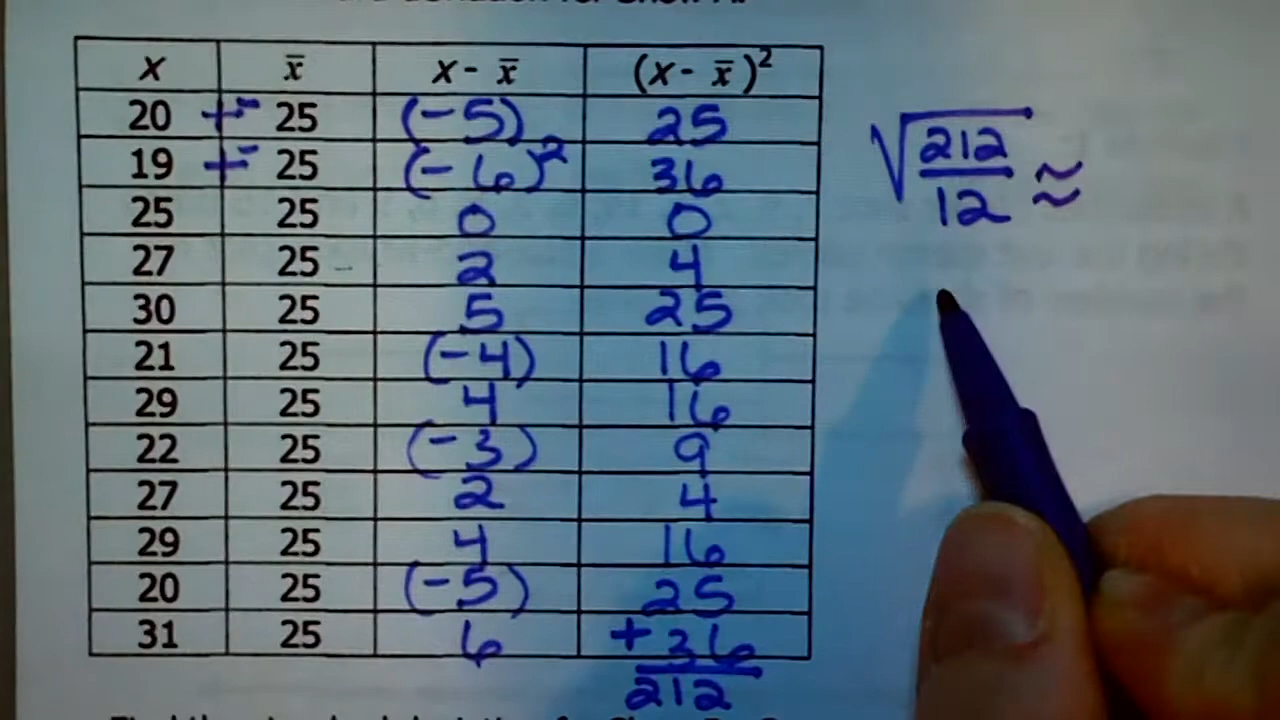 x x̄ x - x̄ (x - x̄)²
20 +- 25 (-5) 25
19 +- 25 (-6)² 36
25 25 0 0
27 25 - 2 4
30 25 5 25
21 25 (-4) 16
29 25 4 16
22 25 (-3) 9
27 25 2 4
29 25 4 16
20 25 (-5) 25
31 25 6 +36
212
√212/12 ≈